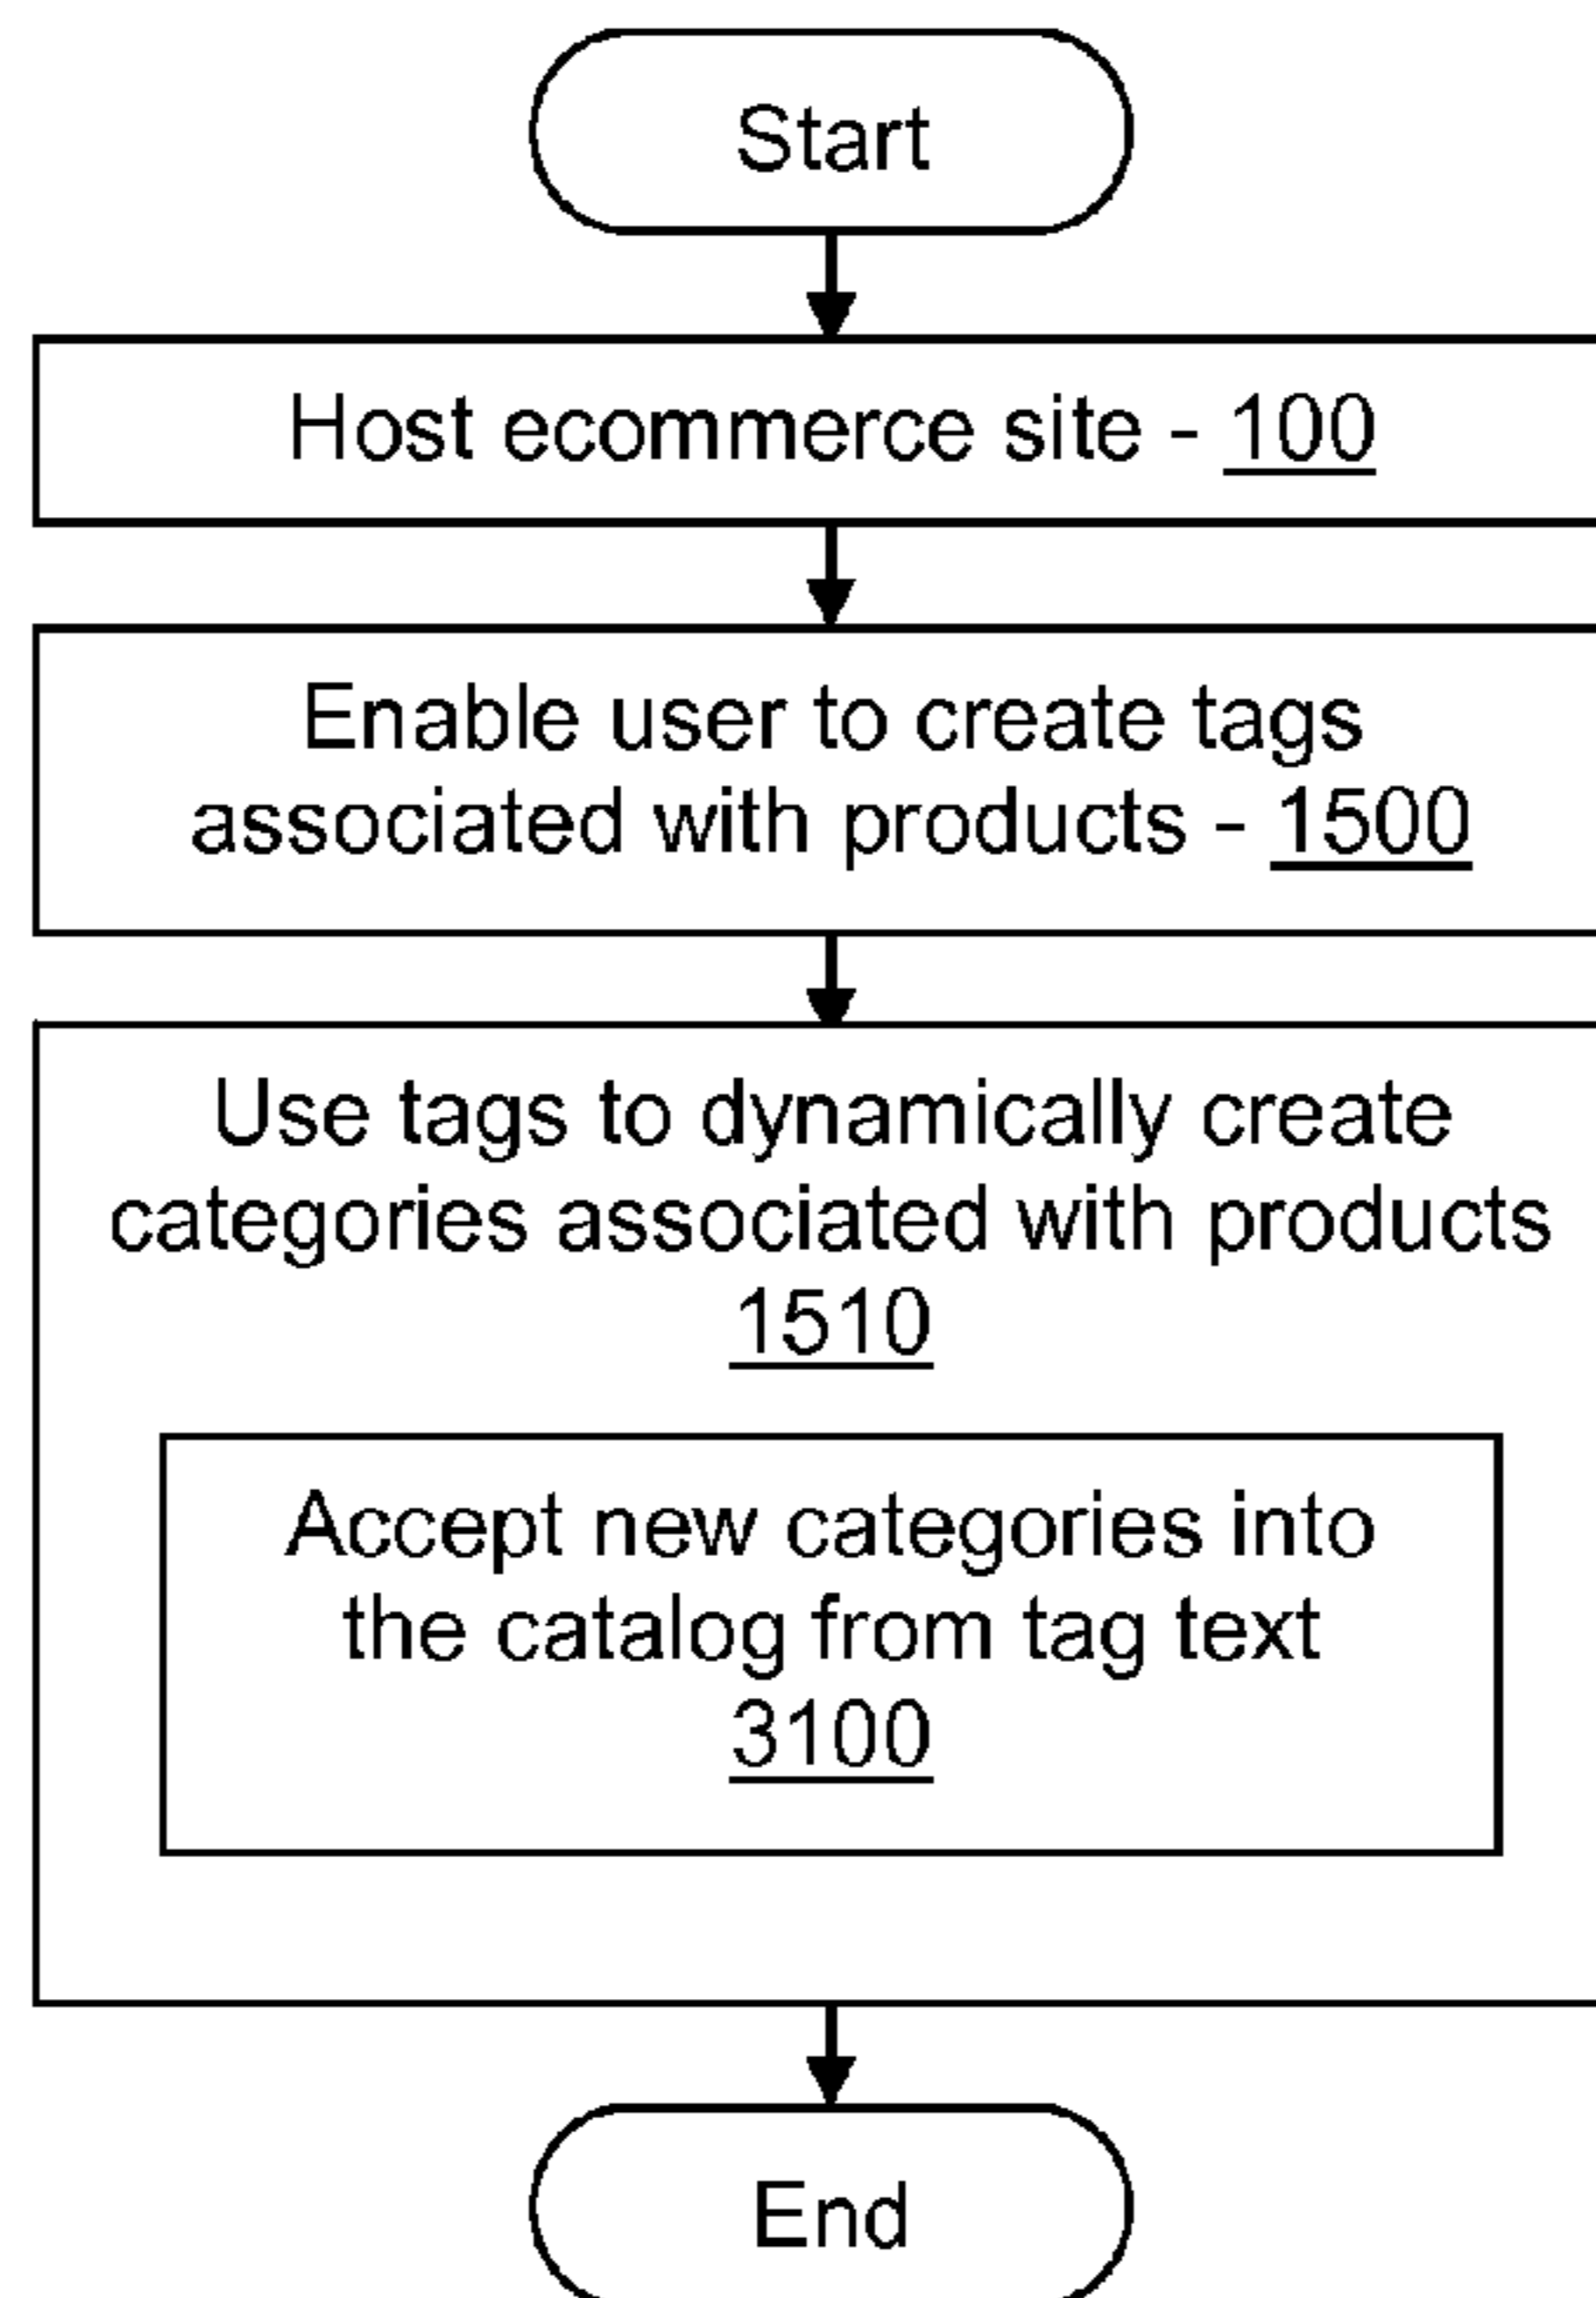 Start
Host ecommerce site - 100
Enable user to create tags
associated with products - 1500
Use tags to dynamically create
categories associated with products
1510
Accept new categories into
the catalog from tag text
3100
End